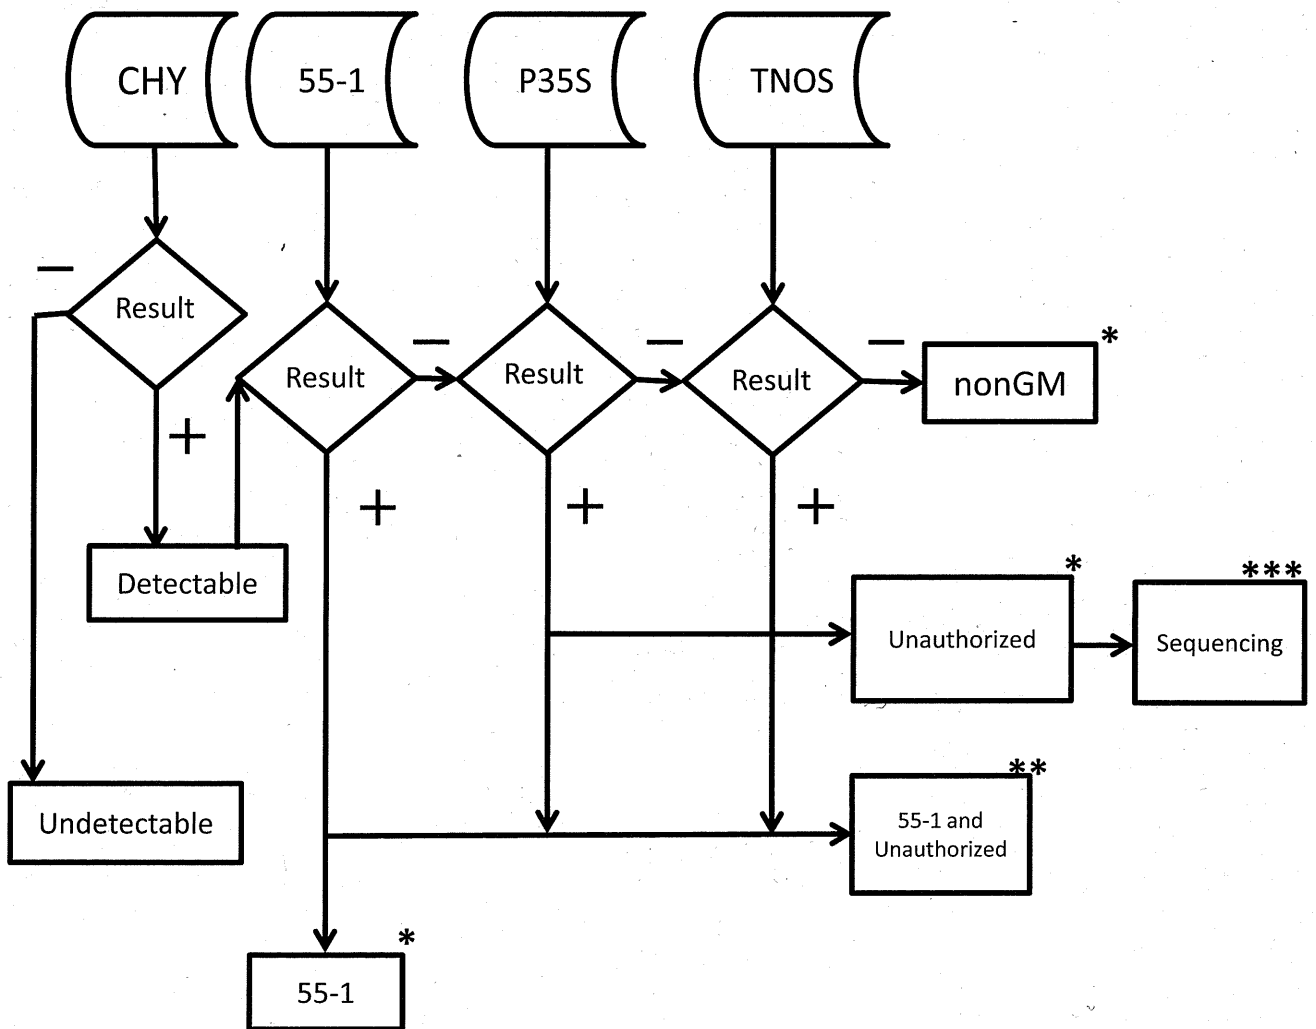 CHY
55-1
P35S
TNOS
—
Result
Result
—
Result
—
Result
—
nonGM
*
+
+
+
+
Detectable
Unauthorized
*
Sequencing
***
Undetectable
55-1 and
Unauthorized
**
55-1
*